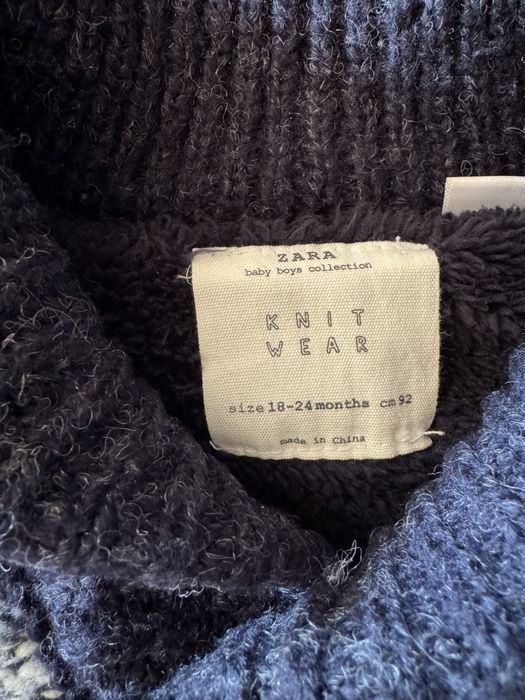 ZARA
baby boys collection
KNIT
WEAR
size 18-24 months cm 92
made in China